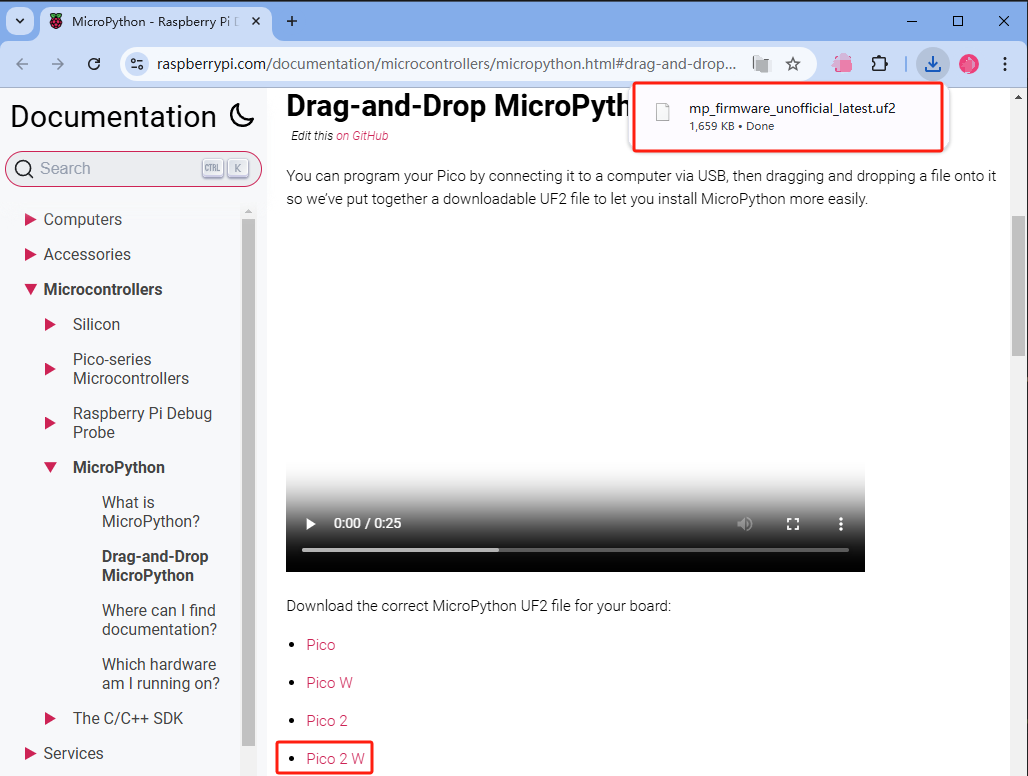 MicroPython - Raspberry Pi D
raspberrypi.com/documentation/microcontrollers/micropython.html#drag-and-drop...
mp_firmware_unofficial_latest.uf2
1,659 KB • Done
Documentation
Search
CTRL K
Computers
Accessories
Microcontrollers
Silicon
Pico-series
Microcontrollers
Raspberry Pi Debug
Probe
MicroPython
What is
MicroPython?
Drag-and-Drop
MicroPython
Where can I find
documentation?
Which hardware
am I running on?
The C/C++ SDK
Services
Drag-and-Drop MicroPyth
Edit this on GitHub
You can program your Pico by connecting it to a computer via USB, then dragging and dropping a file onto it
so we’ve put together a downloadable UF2 file to let you install MicroPython more easily.
0:00 / 0:25
Download the correct MicroPython UF2 file for your board:
• Pico
• Pico W
• Pico 2
• Pico 2 W